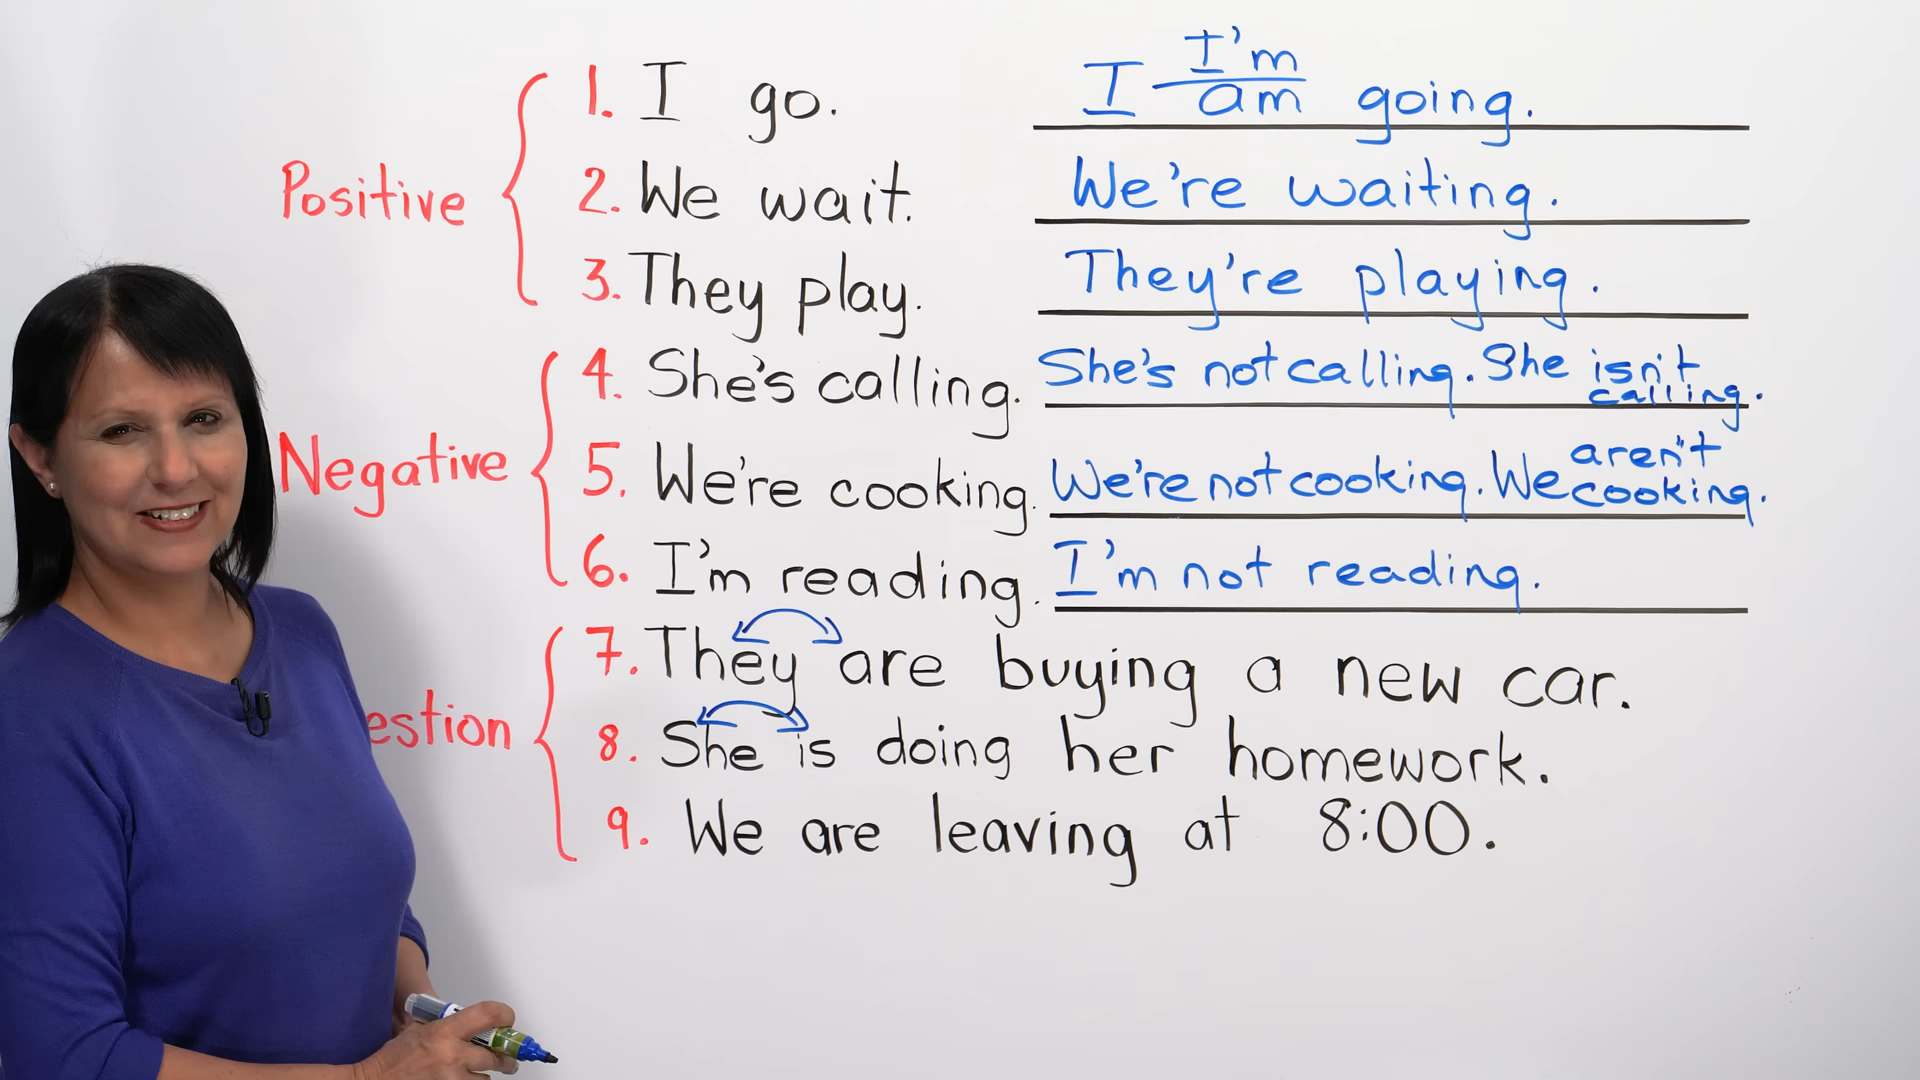 I'm
1. I go. I am going.
Positive
2. We wait. We're waiting.
3. They play. They're playing.
4. She's calling. She's not calling. She isn't
calling.
Negative
aren't
5. We're cooking. We're not cooking. We cooking.
6. I'm reading. I'm not reading.
7. They are buying a new car.
estion
8. She is doing her homework.
9. We are leaving at 8:00.